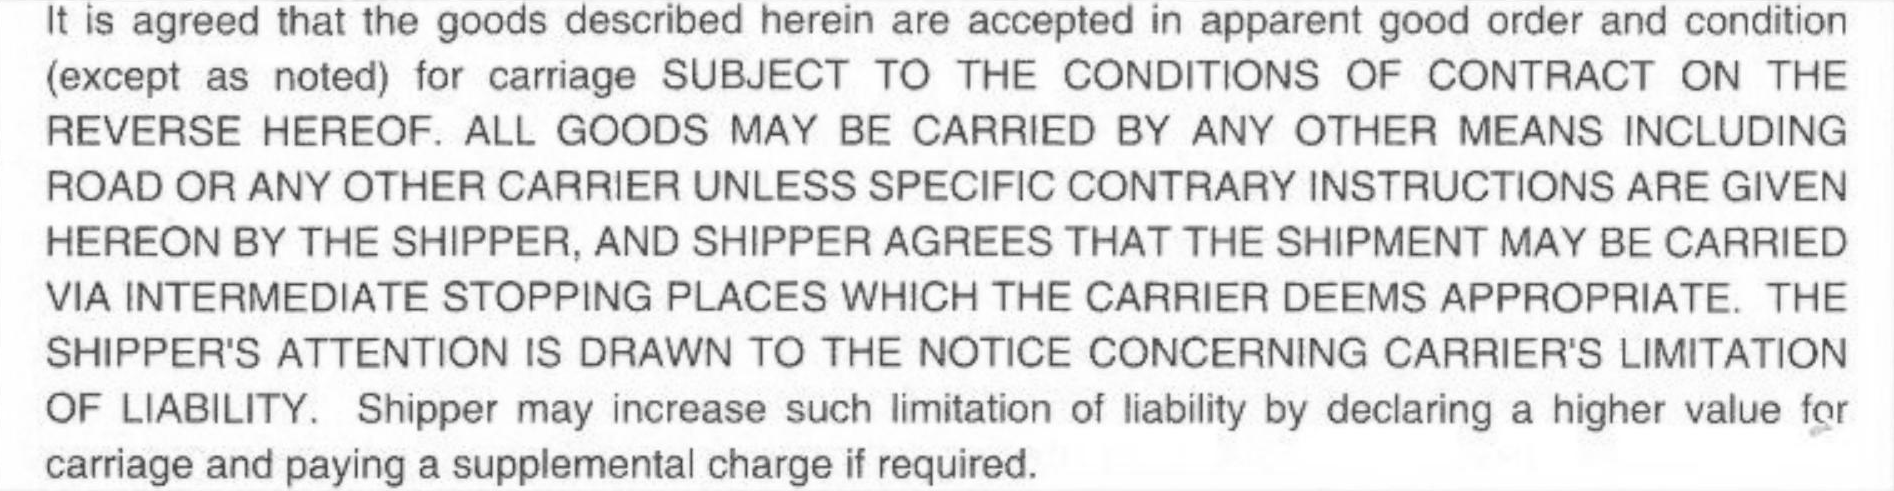 It is agreed that the goods described herein are accepted in apparent good order and condition
(except as noted) for carriage SUBJECT TO THE CONDITIONS OF CONTRACT ON THE
REVERSE HEREOF. ALL GOODS MAY BE CARRIED BY ANY OTHER MEANS INCLUDING
ROAD OR ANY OTHER CARRIER UNLESS SPECIFIC CONTRARY INSTRUCTIONS ARE GIVEN
HEREON BY THE SHIPPER, AND SHIPPER AGREES THAT THE SHIPMENT MAY BE CARRIED
VIA INTERMEDIATE STOPPING PLACES WHICH THE CARRIER DEEMS APPROPRIATE. THE
SHIPPER'S ATTENTION IS DRAWN TO THE NOTICE CONCERNING CARRIER'S LIMITATION
OF LIABILITY. Shipper may increase such limitation of liability by declaring a higher value for
carriage and paying a supplemental charge if required.